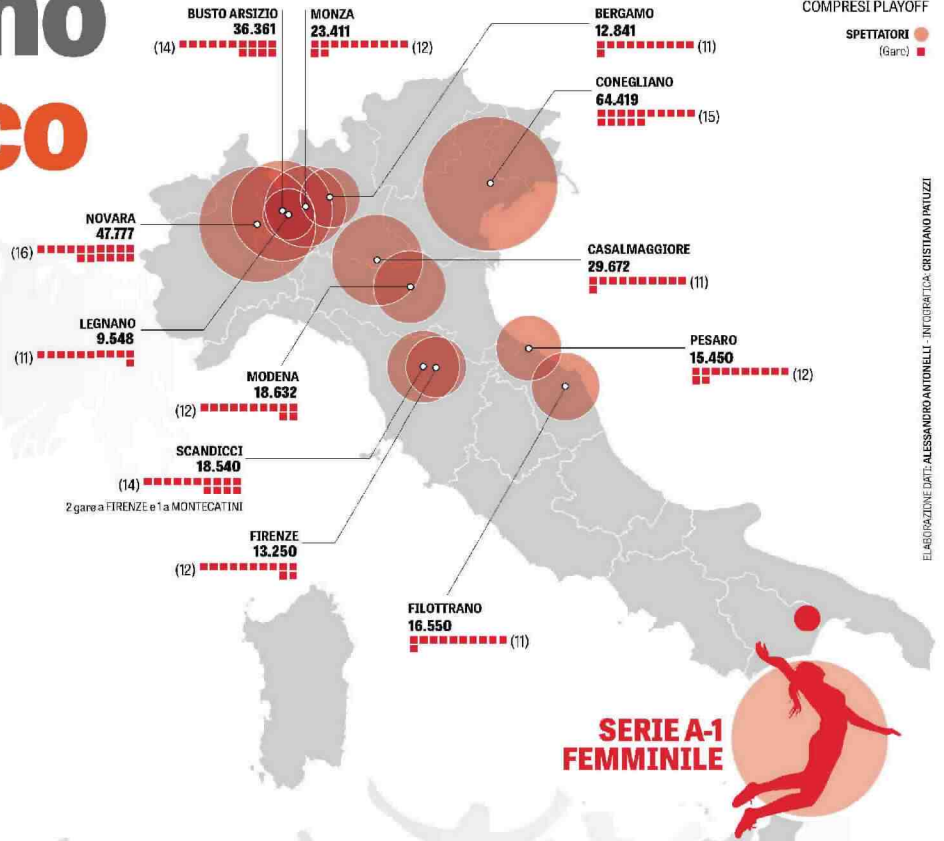 no
co
COMPRESI PLAYOFF
SPETTATORI
(Gare)
BUSTO ARSIZIO
36.361
(14)
MONZA
23.411
(12)
BERGAMO
12.841
(11)
CONEGLIANO
64.419
(15)
NOVARA
47.777
(16)
CASALMAGGIORE
29.672
(11)
LEGNANO
9.548
(11)
PESARO
15.450
(12)
MODENA
18.632
(12)
SCANDICCI
18.540
(14)
2 gare a FIRENZE e 1 a MONTECATINI
FIRENZE
13.250
(12)
FILOTTRANO
16.550
(11)
SERIE A-1
FEMMINILE
ELABORAZIONE DATI: ALESSANDRO ANTONELLI - INFOGRAFICA: CRISTIANO PATUZZI